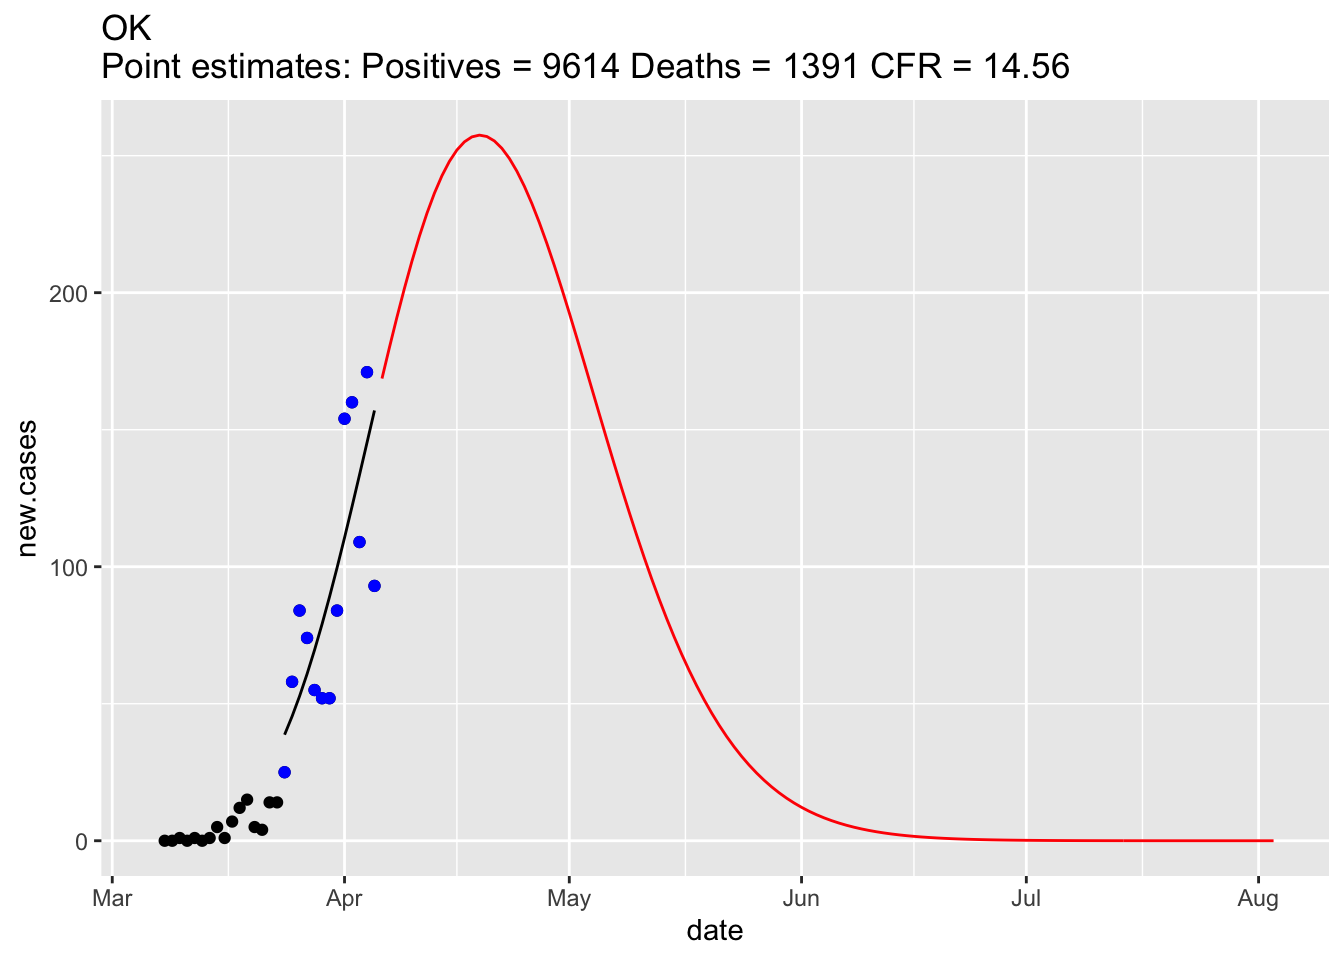 OK
Point estimates: Positives = 9614 Deaths = 1391 CFR = 14.56
200
100
0
new.cases
Mar Apr May Jun Jul Aug
date